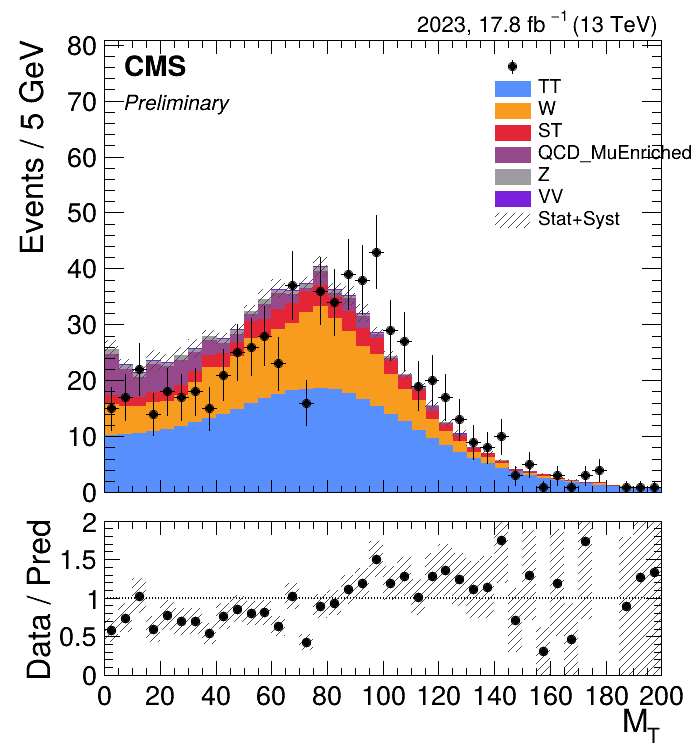 2023, 17.8 fb⁻¹ (13 TeV)
Events / 5 GeV
80
70
60
50
40
30
20
10
0
CMS
Preliminary
TT
W
ST
QCD_MuEnriched
Z
VV
Stat+Syst
Data / Pred
2
1.5
1
0.5
0
0 20 40 60 80 100 120 140 160 180 200
M_T